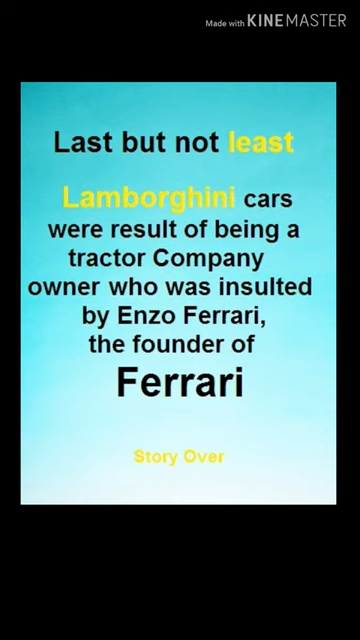 Made with KINEMASTER
Last but not least
Lamborghini cars
were result of being a
tractor Company
owner who was insulted
by Enzo Ferrari,
the founder of
Ferrari
Story Over